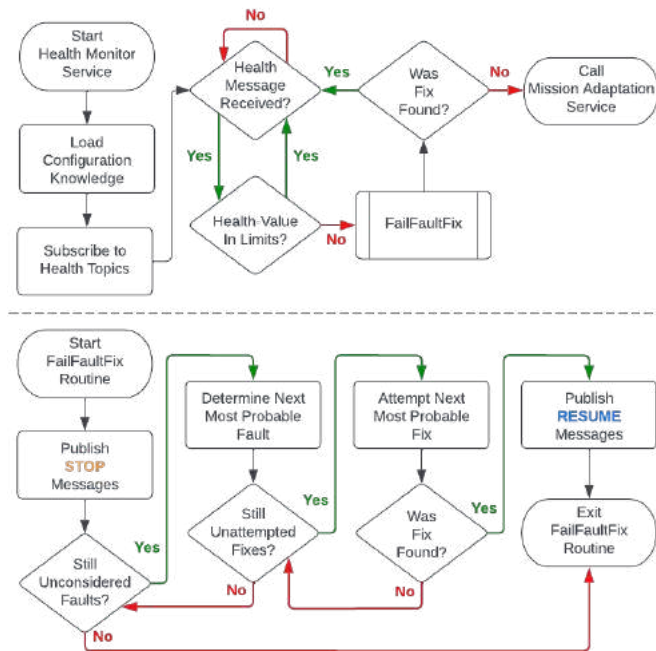 Start
Health Monitor
Service
No
Health
Message
Received?
Yes
Was
Fix
Found?
No
Call
Mission Adaptation
Service
Load
Configuration
Knowledge
Yes
Yes
Subscribe to
Health Topics
Health-Value
In Limits?
No
FailFaultFix
Start
FailFaultFix
Routine
Determine Next
Most Probable
Fault
Attempt Next
Most Probable
Fix
Publish
RESUME
Messages
Publish
STOP
Messages
Still
Unattempted
Fixes?
Yes
Was
Fix
Found?
Yes
Exit
FailFaultFix
Routine
Still
Unconsidered
Faults?
Yes
No
No
No